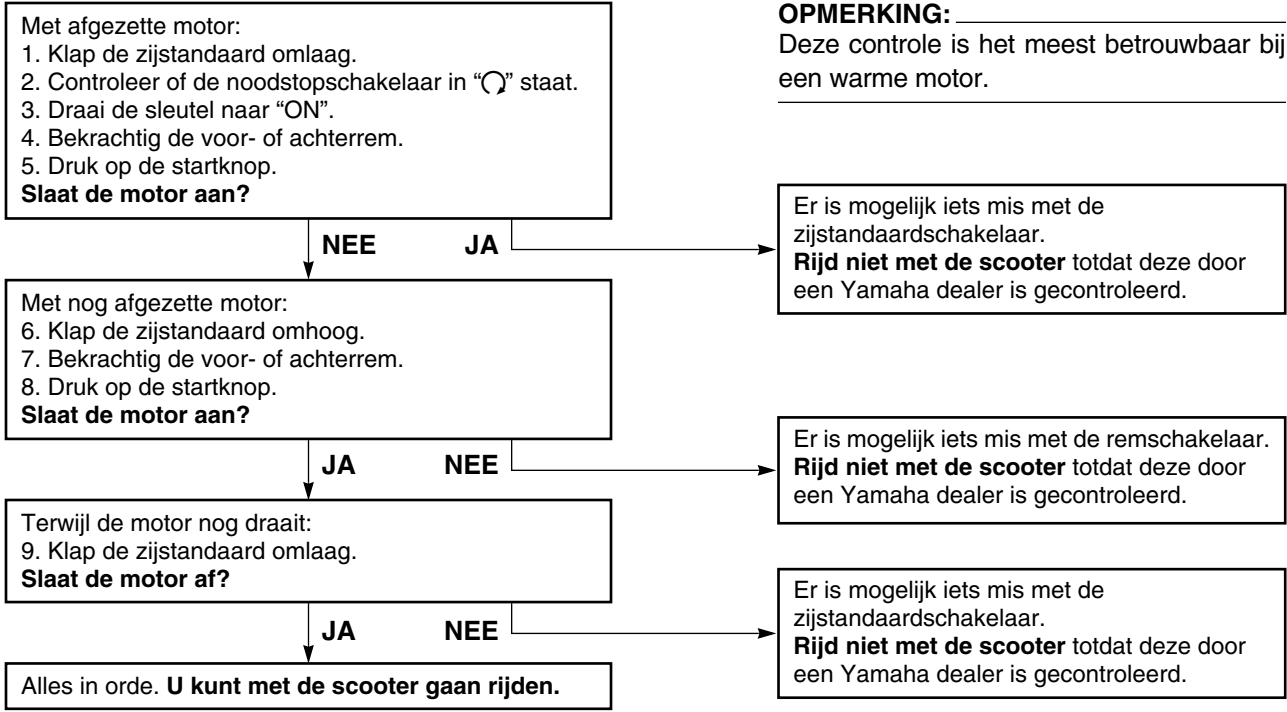 Met afgezette motor:
1. Klap de zijstandaard omlaag.
2. Controleer of de noodstopschakelaar in “” staat.
3. Draai de sleutel naar “ON”.
4. Bekrachtig de voor- of achterrem.
5. Druk op de startknop.
Slaat de motor aan?
OPMERKING:
Deze controle is het meest betrouwbaar bij
een warme motor.
NEE JA
Er is mogelijk iets mis met de
zijstandaardschakelaar.
Rijd niet met de scooter totdat deze door
een Yamaha dealer is gecontroleerd.
Met nog afgezette motor:
6. Klap de zijstandaard omhoog.
7. Bekrachtig de voor- of achterrem.
8. Druk op de startknop.
Slaat de motor aan?
JA NEE
Er is mogelijk iets mis met de remschakelaar.
Rijd niet met de scooter totdat deze door
een Yamaha dealer is gecontroleerd.
Terwijl de motor nog draait:
9. Klap de zijstandaard omlaag.
Slaat de motor af?
JA NEE
Er is mogelijk iets mis met de
zijstandaardschakelaar.
Rijd niet met de scooter totdat deze door
een Yamaha dealer is gecontroleerd.
Alles in orde. U kunt met de scooter gaan rijden.